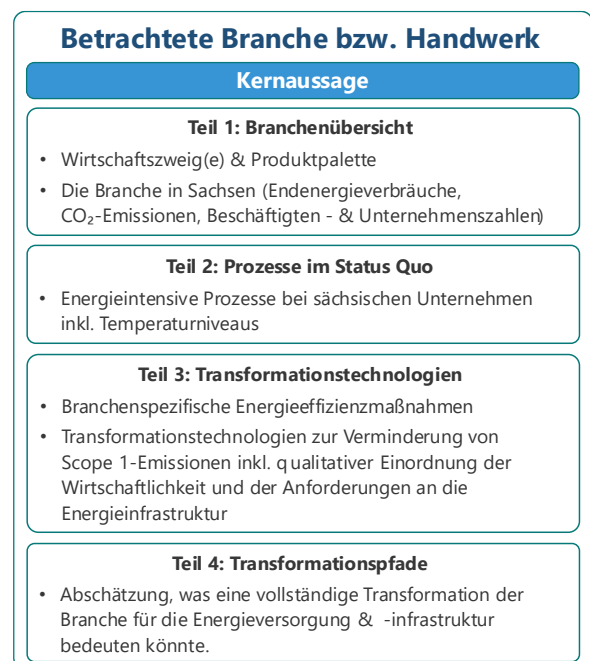 Betrachtete Branche bzw. Handwerk
Kernaussage
Teil 1: Branchenübersicht
• Wirtschaftszweig(e) & Produktpalette
• Die Branche in Sachsen (Endenergieverbräuche,
CO₂-Emissionen, Beschäftigten - & Unternehmenszahlen)
Teil 2: Prozesse im Status Quo
• Energieintensive Prozesse bei sächsischen Unternehmen
inkl. Temperaturniveaus
Teil 3: Transformationstechnologien
• Branchenspezifische Energieeffizienzmaßnahmen
• Transformationstechnologien zur Verminderung von
Scope 1-Emissionen inkl. qualitativer Einordnung der
Wirtschaftlichkeit und der Anforderungen an die
Energieinfrastruktur
Teil 4: Transformationspfade
• Abschätzung, was eine vollständige Transformation der
Branche für die Energieversorgung & -infrastruktur
bedeuten könnte.